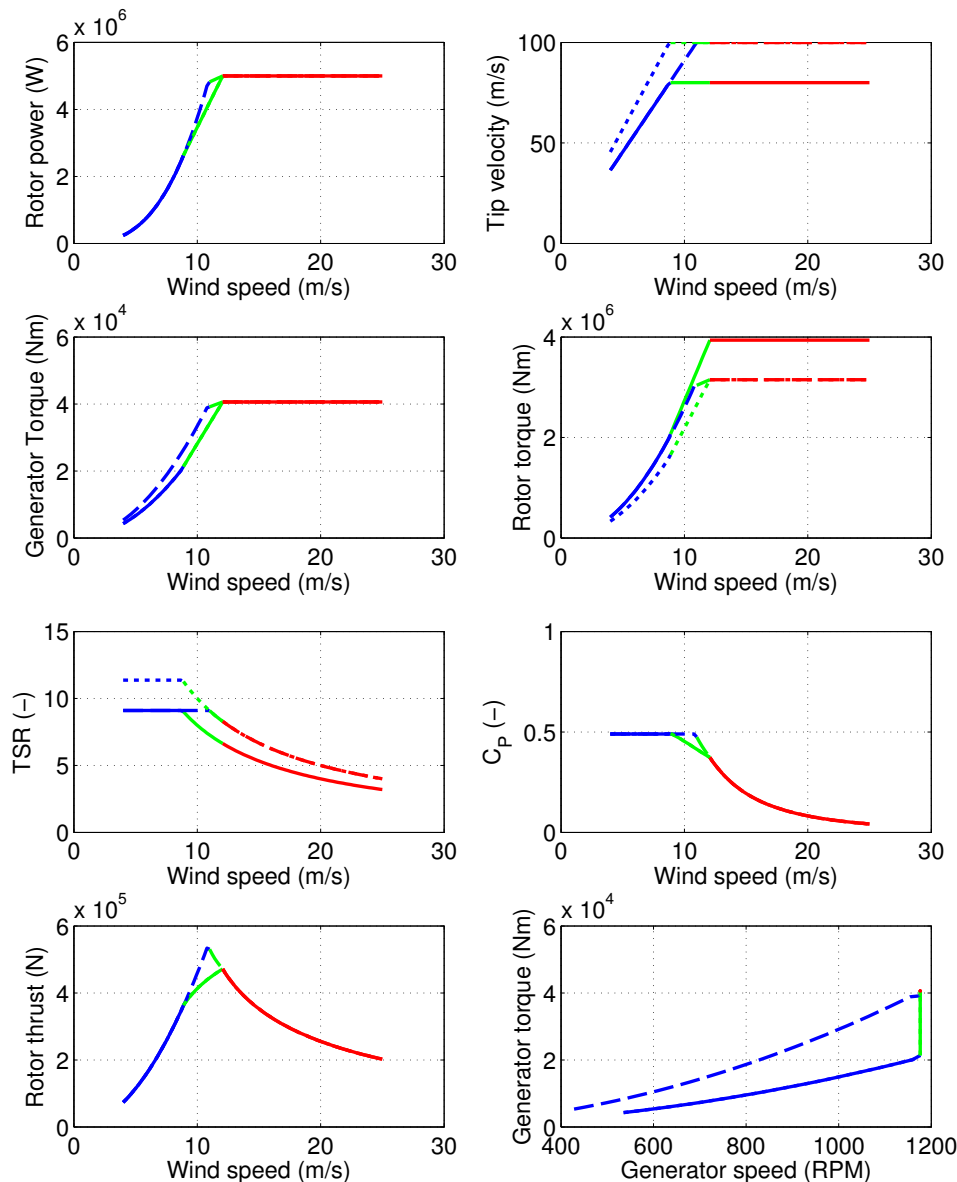 x 10^6
6
4
2
0
0 10 20 30
Rotor power (W)
Wind speed (m/s)
100
50
0
0 10 20 30
Tip velocity (m/s)
Wind speed (m/s)
x 10^4
6
4
2
0
0 10 20 30
Generator Torque (Nm)
Wind speed (m/s)
x 10^6
4
2
0
0 10 20 30
Rotor torque (Nm)
Wind speed (m/s)
15
10
5
0
0 10 20 30
TSR (−)
Wind speed (m/s)
1
0.5
0
0 10 20 30
C_P (−)
Wind speed (m/s)
x 10^5
6
4
2
0
0 10 20 30
Rotor thrust (N)
Wind speed (m/s)
x 10^4
6
4
2
0
400 600 800 1000 1200
Generator torque (Nm)
Generator speed (RPM)